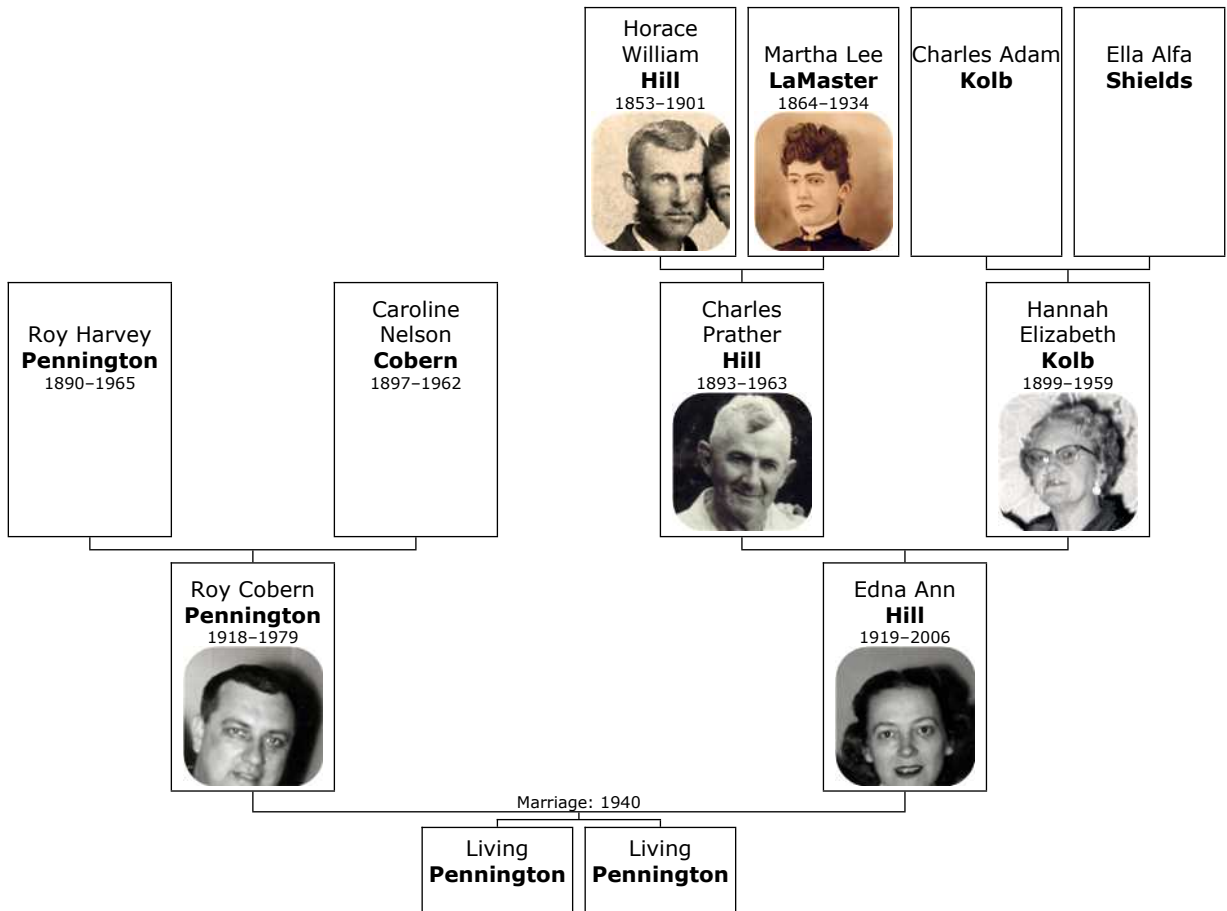 Horace
William
Hill
1853–1901
Martha Lee
LaMaster
1864–1934
Charles Adam
Kolb
Ella Alfa
Shields
Roy Harvey
Pennington
1890–1965
Caroline
Nelson
Cobern
1897–1962
Charles
Prather
Hill
1893–1963
Hannah
Elizabeth
Kolb
1899–1959
Roy Cobern
Pennington
1918–1979
Edna Ann
Hill
1919–2006
Marriage: 1940
Living
Pennington
Living
Pennington